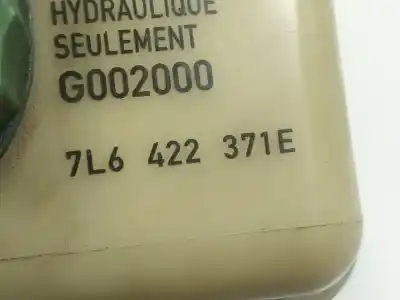 HYDRAULIQUE
SEULEMENT
G002000
7L6 422 371E